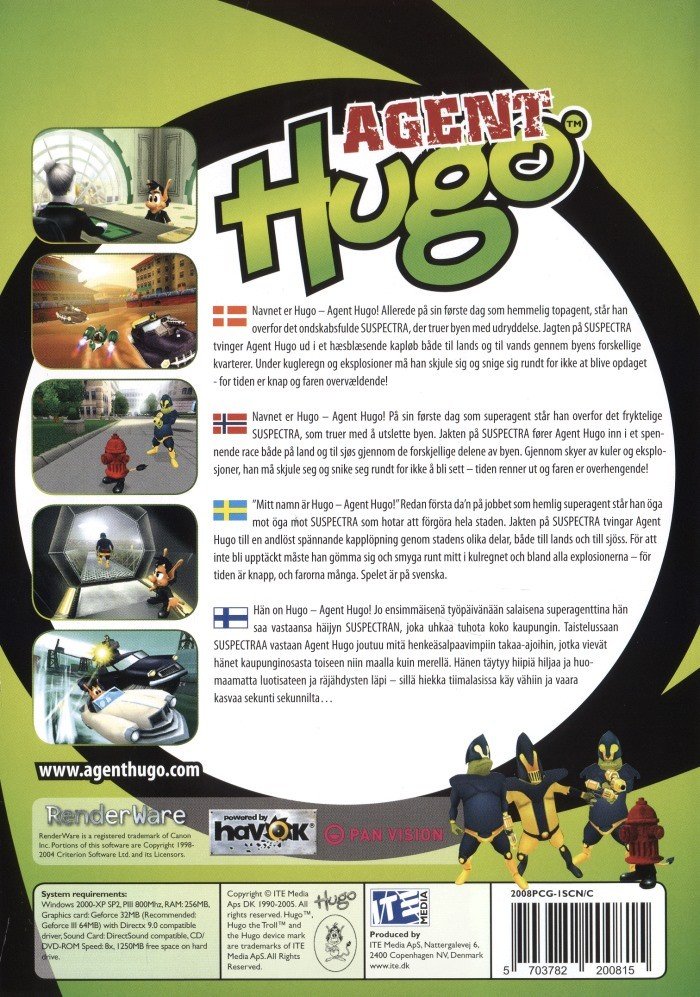 AGENT
Hugo™
Navnet er Hugo – Agent Hugo! Allerede på sin første dag som hemmelig topagent, står han
overfor det ondskabsfulde SUSPECTRA, der truer byen med udryddelse. Jagten på SUSPECTRA
tvinger Agent Hugo ud i et hæsblæsende kapløb både til lands og til vands gennem byens forskellige
kvarterer. Under kugleregn og eksplosioner må han skjule sig og snige sig rundt for ikke at blive opdaget
- for tiden er knap og faren overvældende!
Navnet er Hugo – Agent Hugo! På sin første dag som superagent står han overfor det fryktelige
SUSPECTRA, som truer med å utslette byen. Jakten på SUSPECTRA fører Agent Hugo inn i et spen-
nende race både på land og til sjøs gjennom de forskjellige delene av byen. Gjennom skyer av kuler og eksplo-
sjoner, han må skjule seg og snike seg rundt for ikke å bli sett – tiden renner ut og faren er overhengende!
”Mitt namn är Hugo – Agent Hugo!” Redan första da’n på jobbet som hemlig superagent står han öga
mot öga mot SUSPECTRA som hotar att förgöra hela staden. Jakten på SUSPECTRA tvingar Agent
Hugo till en andlöst spännande kapplöpning genom stadens olika delar, både till lands och till sjöss. För att
inte bli upptäckt måste han gömma sig och smyga runt mitt i kulregnet och bland alla explosionerna – för
tiden är knapp, och farorna många. Spelet är på svenska.
Hän on Hugo – Agent Hugo! Jo ensimmäisenä työpäivänään salaisena superagenttina hän
saa vastaansa häijyn SUSPECTRAN, joka uhkaa tuhota koko kaupungin. Taistelussaan
SUSPECTRAA vastaan Agent Hugo joutuu mitä henkeäsalpaavimpiin takaa-ajoihin, jotka vievät
hänet kaupunginosasta toiseen niin maalla kuin merellä. Hänen täytyy hiipiä hiljaa ja huo-
maamatta luotisateen ja räjähdysten läpi – sillä hiekka tiimalasissa käy vähiin ja vaara
kasvaa sekunti sekunnilta…
www.agenthugo.com
RenderWare
RenderWare is a registered trademark of Canon
Inc. Portions of this software are Copyright 1998-
2004 Criterion Software Ltd. and its Licensors.
powered by
havok
PAN VISION
System requirements:
Windows 2000-XP SP2, PIII 800Mhz, RAM: 256MB,
Graphics card: Geforce 32MB (Recommended:
Geforce III 64MB) with Directx 9.0 compatible
driver, Sound Card: DirectSound compatible, CD/
DVD-ROM Speed: 8x, 1250MB free space on hard
drive.
Copyright © ITE Media
Aps DK 1990-2005. All
rights reserved. Hugo™,
Hugo the Troll™ and
the Hugo device mark
are trademarks of ITE
Media ApS. All Rights
Reserved.
Hugo
ITE MEDIA
Produced by
ITE Media ApS, Nattergalevej 6,
2400 Copenhagen NV, Denmark
www.ite.dk
2008PCG-1SCN/C
5 703782 200815